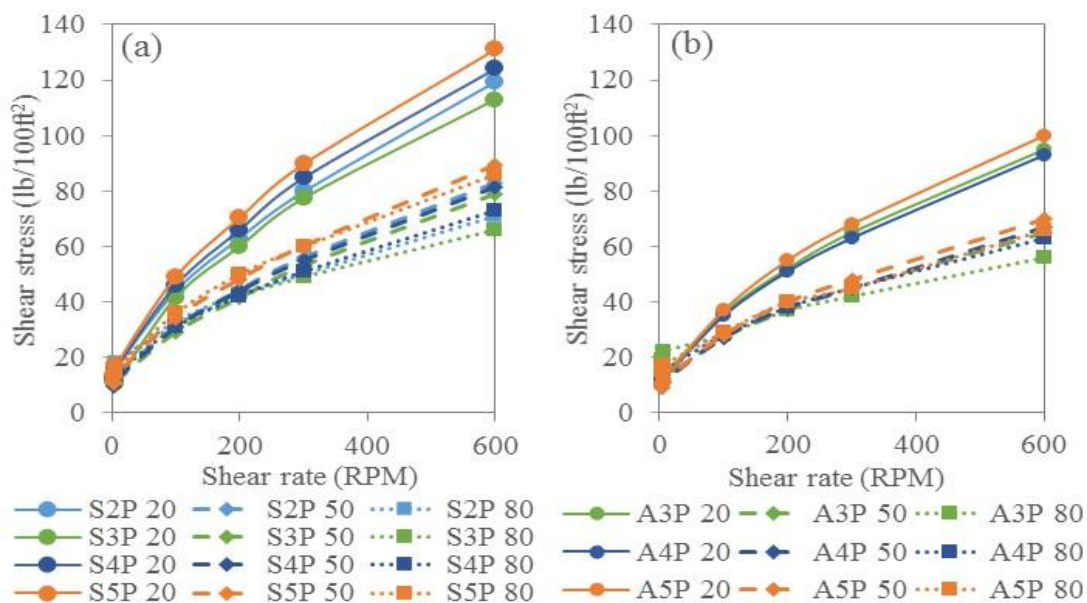 (a)
140
120
100
80
60
40
20
0
Shear stress (lb/100ft²)
0 200 400 600
Shear rate (RPM)
S2P 20 S2P 50 S2P 80
S3P 20 S3P 50 S3P 80
S4P 20 S4P 50 S4P 80
S5P 20 S5P 50 S5P 80
(b)
140
120
100
80
60
40
20
0
Shear stress (lb/100ft²)
0 200 400 600
Shear rate (RPM)
A3P 20 A3P 50 A3P 80
A4P 20 A4P 50 A4P 80
A5P 20 A5P 50 A5P 80